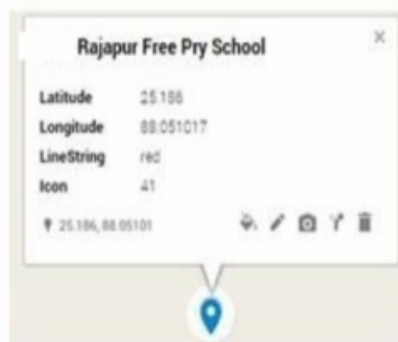 Rajapur Free Pry School
Latitude 25.186
Longitude 88.051017
LineString red
Icon 41
25.186, 88.05101